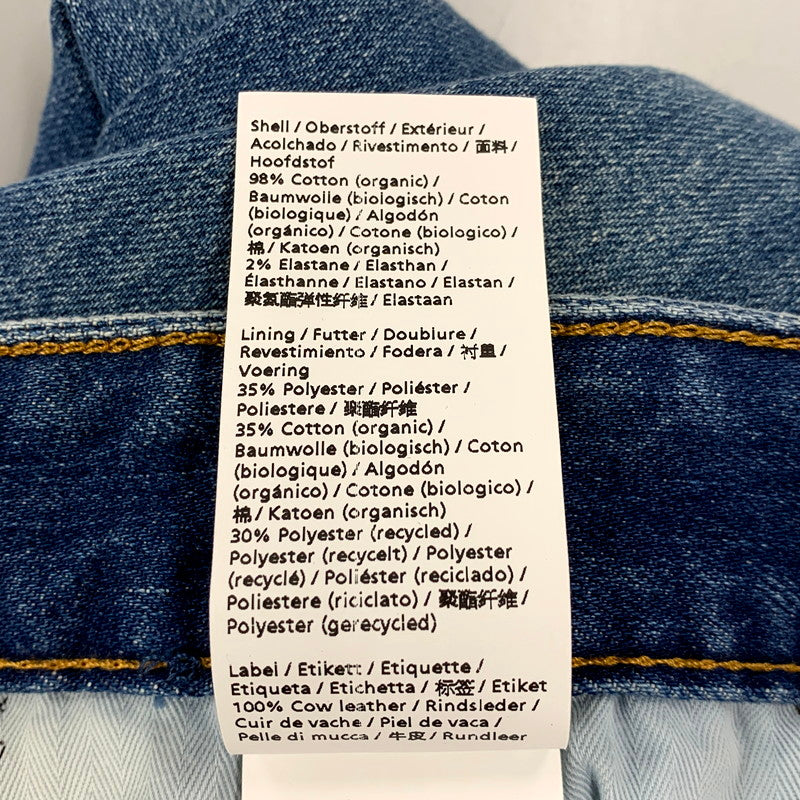 Shell / Oberstoff / Extérieur /
Acolchado / Rivestimento / 面料 /
Hoofdstof
98% Cotton (organic) /
Baumwolle (biologisch) / Coton
(biologique) / Algodón
(orgánico) / Cotone (biologico) /
棉 / Katoen (organisch)
2% Elastane / Elasthan /
Élasthanne / Elastano / Elastan /
聚氨酯弹性纤维 / Elastaan
Lining / Futter / Doublure /
Revestimiento / Fodera / 衬里 /
Voering
35% Polyester / Poliéster /
Poliestere / 聚酯纤维
35% Cotton (organic) /
Baumwolle (biologisch) / Coton
(biologique) / Algodón
(orgánico) / Cotone (biologico) /
棉 / Katoen (organisch)
30% Polyester (recycled) /
Polyester (recycelt) / Polyester
(recyclé) / Poliéster (reciclado) /
Poliestere (riciclato) / 聚酯纤维 /
Polyester (gerecycled)
Label / Etikett / Etiquette /
Etiqueta / Etichetta / 标签 / Etiket
100% Cow leather / Rindsleder /
Cuir de vache / Piel de vaca /
Pelle di mucca / 牛皮 / Rundleer